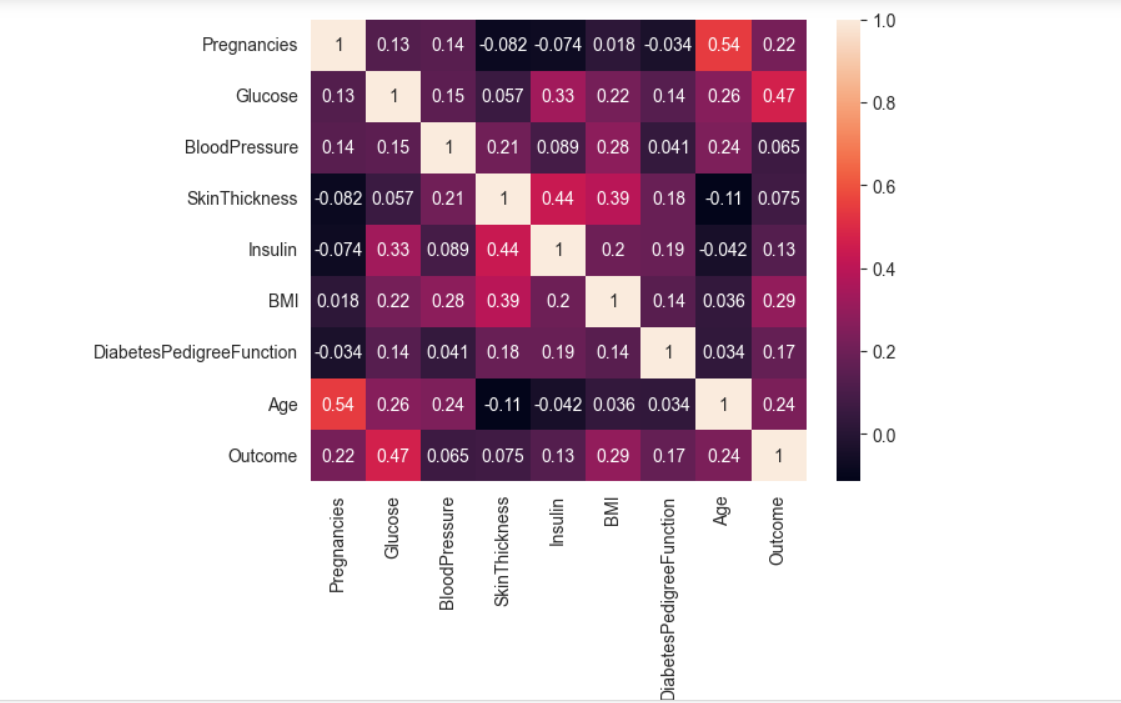 Pregnancies 1 0.13 0.14 -0.082 -0.074 0.018 -0.034 0.54 0.22
Glucose 0.13 1 0.15 0.057 0.33 0.22 0.14 0.26 0.47
BloodPressure 0.14 0.15 1 0.21 0.089 0.28 0.041 0.24 0.065
SkinThickness -0.082 0.057 0.21 1 0.44 0.39 0.18 -0.11 0.075
Insulin -0.074 0.33 0.089 0.44 1 0.2 0.19 -0.042 0.13
BMI 0.018 0.22 0.28 0.39 0.2 1 0.14 0.036 0.29
DiabetesPedigreeFunction -0.034 0.14 0.041 0.18 0.19 0.14 1 0.034 0.17
Age 0.54 0.26 0.24 -0.11 -0.042 0.036 0.034 1 0.24
Outcome 0.22 0.47 0.065 0.075 0.13 0.29 0.17 0.24 1
Pregnancies
Glucose
BloodPressure
SkinThickness
Insulin
BMI
DiabetesPedigreeFunction
Age
Outcome
1.0
0.8
0.6
0.4
0.2
0.0